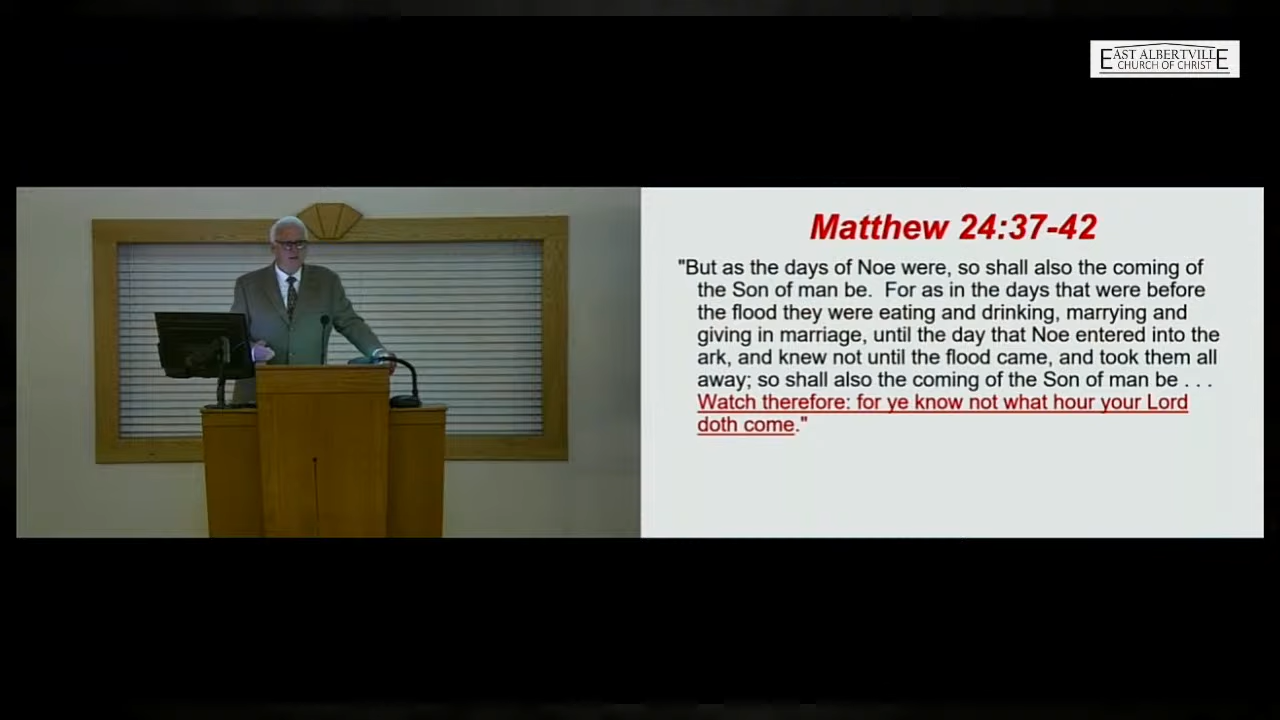 EAST ALBERTVILLE
CHURCH OF CHRIST
Matthew 24:37-42
"But as the days of Noe were, so shall also the coming of
the Son of man be. For as in the days that were before
the flood they were eating and drinking, marrying and
giving in marriage, until the day that Noe entered into the
ark, and knew not until the flood came, and took them all
away; so shall also the coming of the Son of man be . . .
Watch therefore: for ye know not what hour your Lord
doth come."